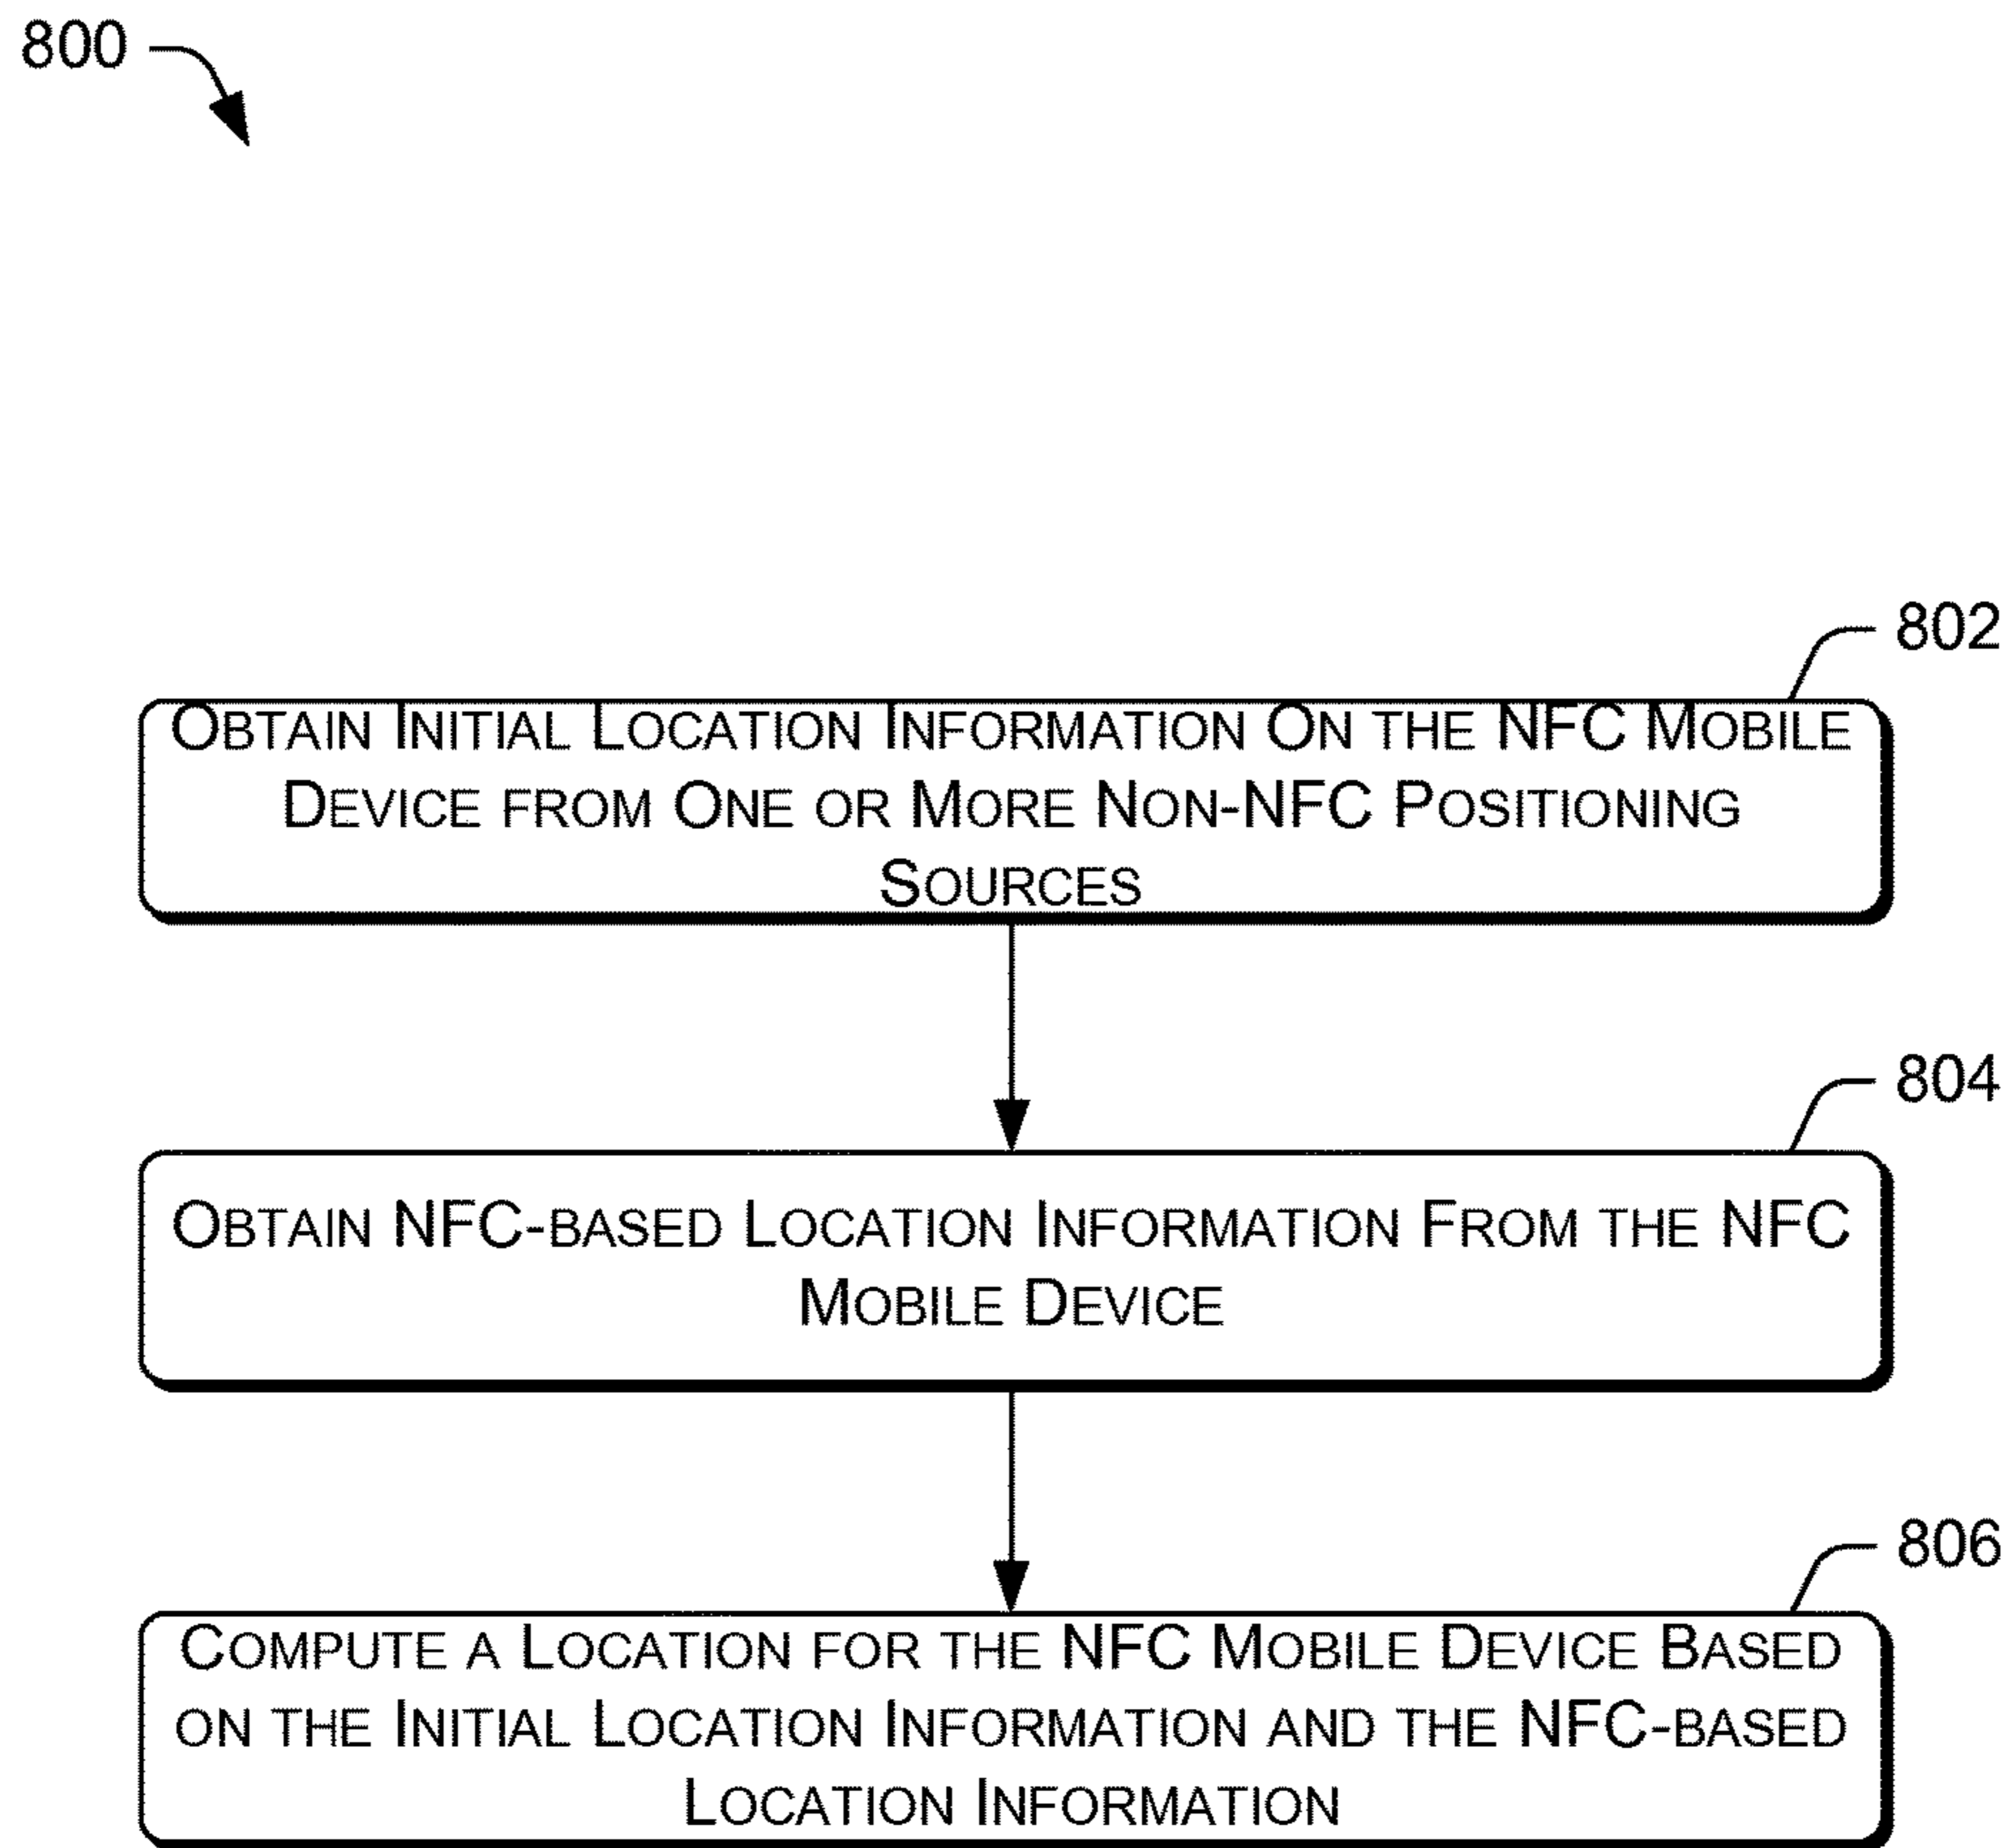 800
802
Obtain Initial Location Information On the NFC Mobile
Device from One or More Non-NFC Positioning
Sources
804
Obtain NFC-based Location Information From the NFC
Mobile Device
806
Compute a Location for the NFC Mobile Device Based
on the Initial Location Information and the NFC-based
Location Information